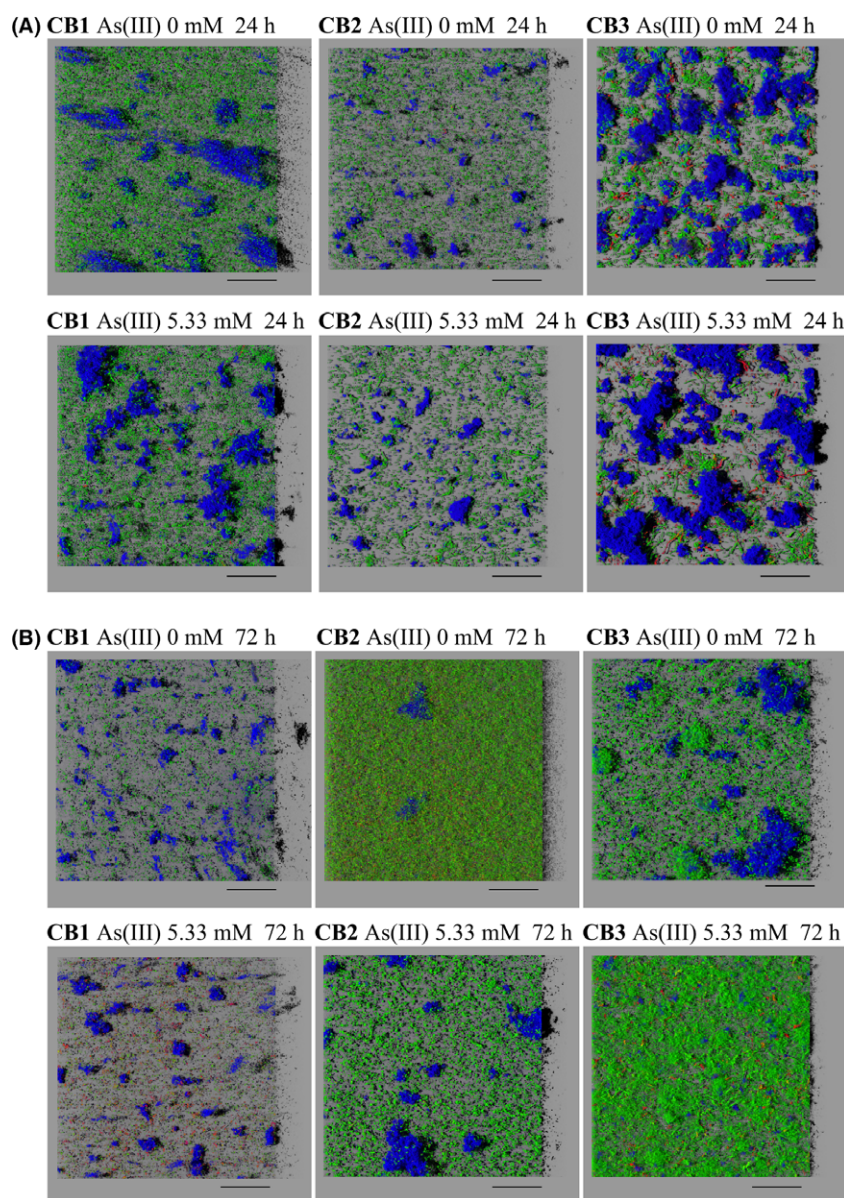 (A) CB1 As(III) 0 mM 24 h CB2 As(III) 0 mM 24 h CB3 As(III) 0 mM 24 h
CB1 As(III) 5.33 mM 24 h CB2 As(III) 5.33 mM 24 h CB3 As(III) 5.33 mM 24 h
(B) CB1 As(III) 0 mM 72 h CB2 As(III) 0 mM 72 h CB3 As(III) 0 mM 72 h
CB1 As(III) 5.33 mM 72 h CB2 As(III) 5.33 mM 72 h CB3 As(III) 5.33 mM 72 h